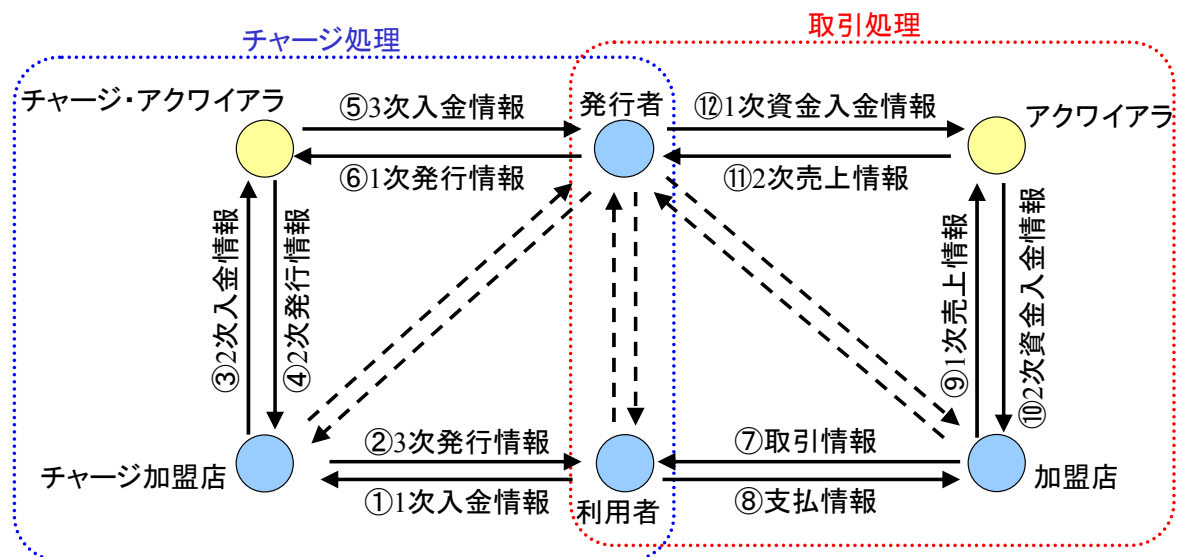 チャージ処理
取引処理
チャージ・アクワイアラ
⑤3次入金情報
発行者
⑫1次資金入金情報
アクワイアラ
⑥1次発行情報
⑪2次売上情報
③2次入金情報
④2次発行情報
⑨1次売上情報
⑩2次資金入金情報
チャージ加盟店
②3次発行情報
⑦取引情報
加盟店
①1次入金情報
利用者
⑧支払情報